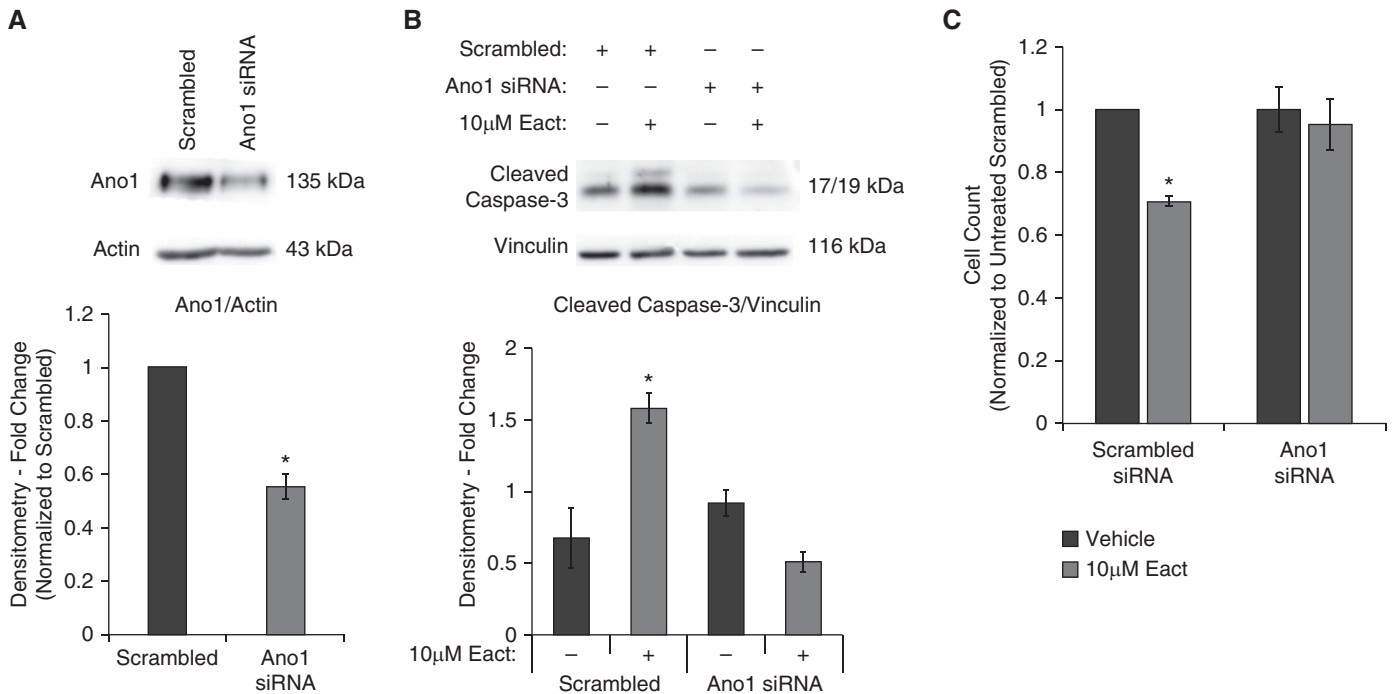 A
Scrambled
Ano1 siRNA
Ano1
135 kDa
Actin
43 kDa
Ano1/Actin
Densitometry - Fold Change
(Normalized to Scrambled)
1.2
1
0.8
0.6
0.4
0.2
0
*
Scrambled
Ano1
siRNA
B
Scrambled: + + – –
Ano1 siRNA: – – + +
10μM Eact: – + – +
Cleaved
Caspase-3
17/19 kDa
Vinculin
116 kDa
Cleaved Caspase-3/Vinculin
Densitometry - Fold Change
2
1.5
1
0.5
0
*
10μM Eact: – + – +
Scrambled
Ano1 siRNA
C
Cell Count
(Normalized to Untreated Scrambled)
1.2
1
0.8
0.6
0.4
0.2
0
*
Scrambled
siRNA
Ano1
siRNA
Vehicle
10μM Eact